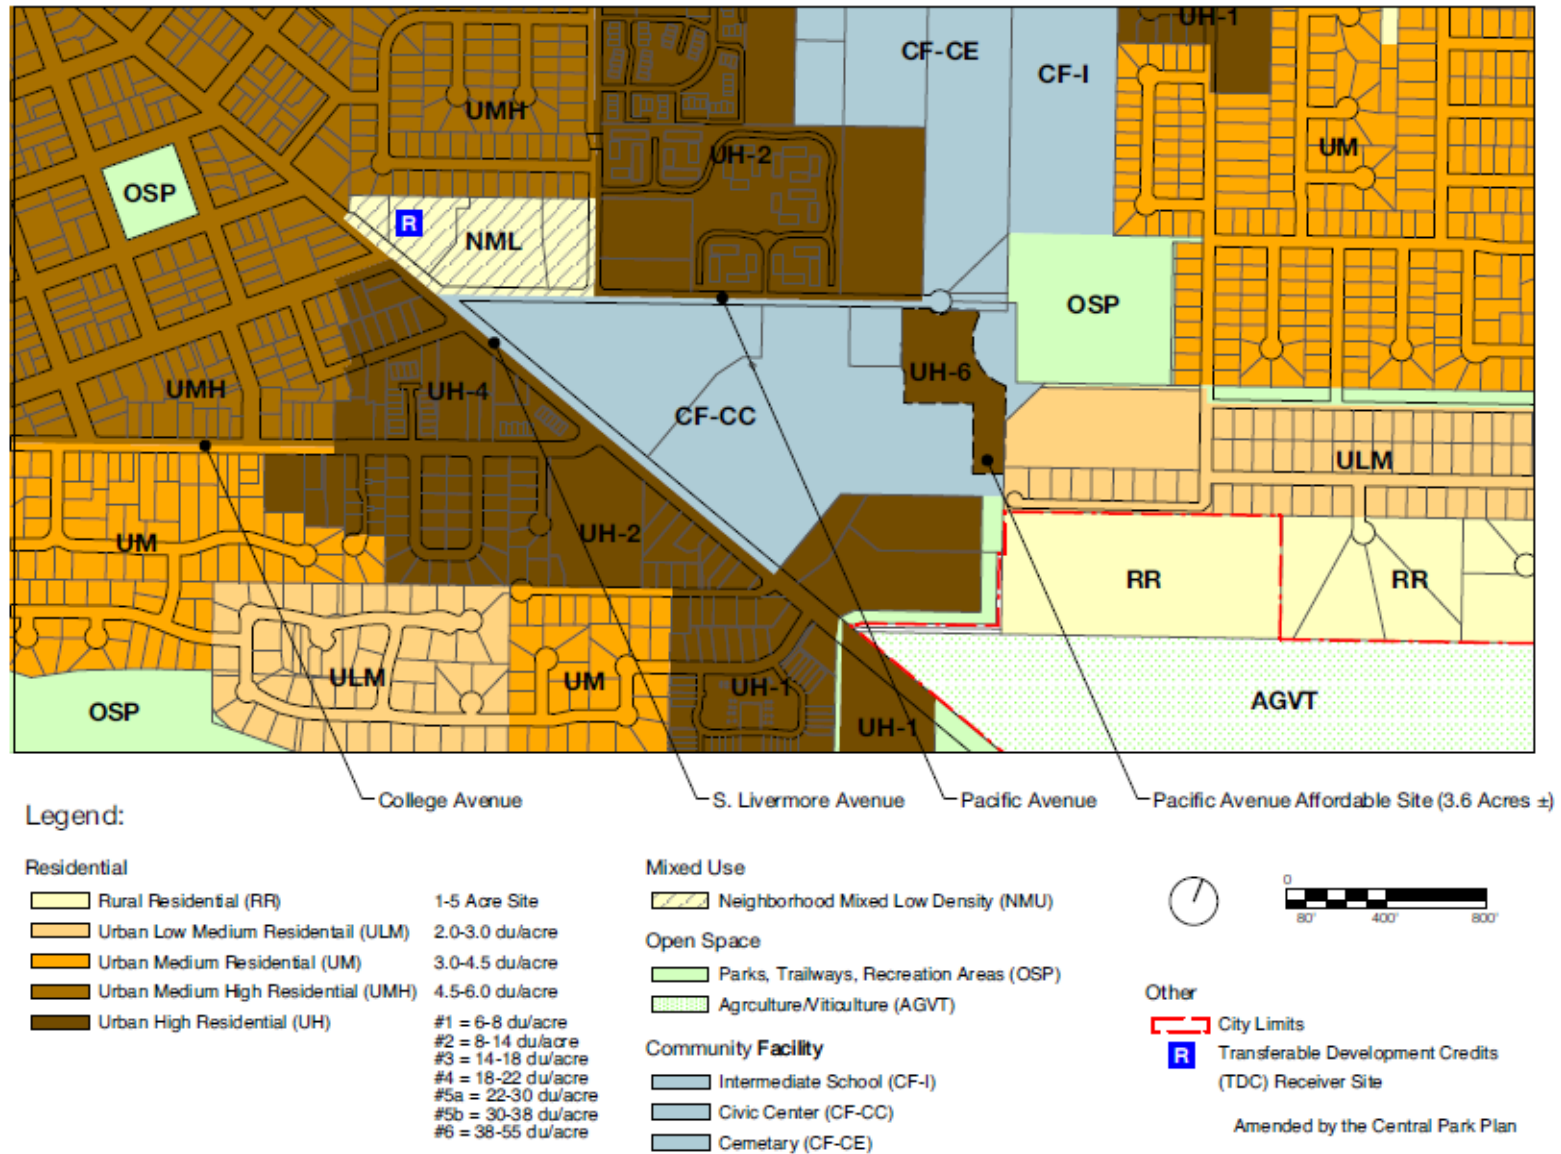 UH-1
CF-CE
CF-I
UMH
UM
UH-2
OSP
R
NML
OSP
UH-6
UMH
UH-4
CF-CC
ULM
UH-2
UM
RR
RR
ULM
UM
UH-1
AGVT
OSP
UH-1
College Avenue
S. Livermore Avenue
Pacific Avenue
Pacific Avenue Affordable Site (3.6 Acres ±)
Legend:
Residential
Rural Residential (RR) 1-5 Acre Site
Urban Low Medium Residentail (ULM) 2.0-3.0 du/acre
Urban Medium Residential (UM) 3.0-4.5 du/acre
Urban Medium High Residential (UMH) 4.5-6.0 du/acre
Urban High Residential (UH) #1 = 6-8 du/acre
#2 = 8-14 du/acre
#3 = 14-18 du/acre
#4 = 18-22 du/acre
#5a = 22-30 du/acre
#5b = 30-38 du/acre
#6 = 38-55 du/acre
Mixed Use
Neighborhood Mixed Low Density (NMU)
Open Space
Parks, Trailways, Recreation Areas (OSP)
Agrculture/Viticulture (AGVT)
Community Facility
Intermediate School (CF-I)
Civic Center (CF-CC)
Cemetary (CF-CE)
0
80' 400' 800'
Other
City Limits
R Transferable Development Credits
(TDC) Receiver Site
Amended by the Central Park Plan